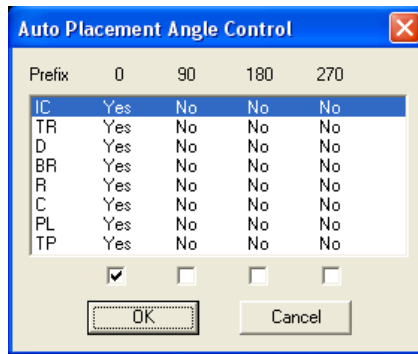 Auto Placement Angle Control
Prefix 0 90 180 270
IC Yes No No No
TR Yes No No No
D Yes No No No
BR Yes No No No
R Yes No No No
C Yes No No No
PL Yes No No No
TP Yes No No No
OK Cancel